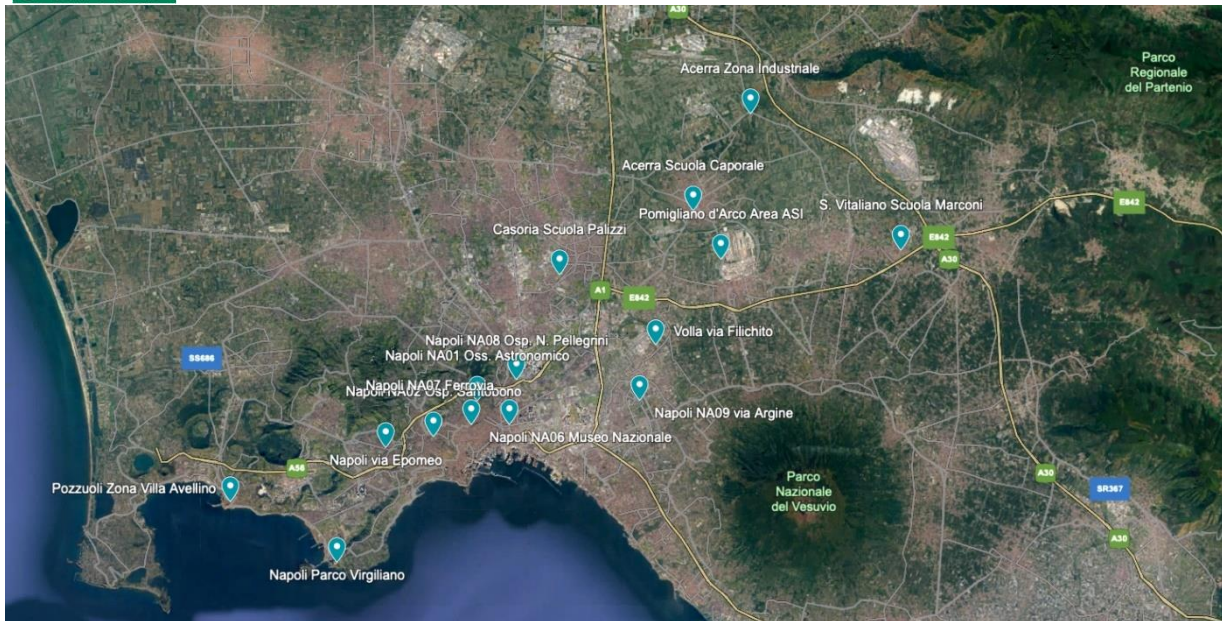 A30
Acerra Zona Industriale
Parco
Regionale
del Partenio
Acerra Scuola Caporale
Pomigliano d'Arco Area ASI
S. Vitaliano Scuola Marconi
E842
Casoria Scuola Palizzi
E842
A30
A1
E842
Volla via Filichito
Napoli NA08 Osp. N. Pellegrini
Napoli NA01 Oss. Astronomico
SS686
Napoli NA07 Ferrovia
Napoli NA02 Osp. Santobono
Napoli NA09 via Argine
Napoli NA06 Museo Nazionale
Napoli via Epomeo
A56
Pozzuoli Zona Villa Avellino
Parco
Nazionale
del Vesuvio
A30
SR367
A30
Napoli Parco Virgiliano